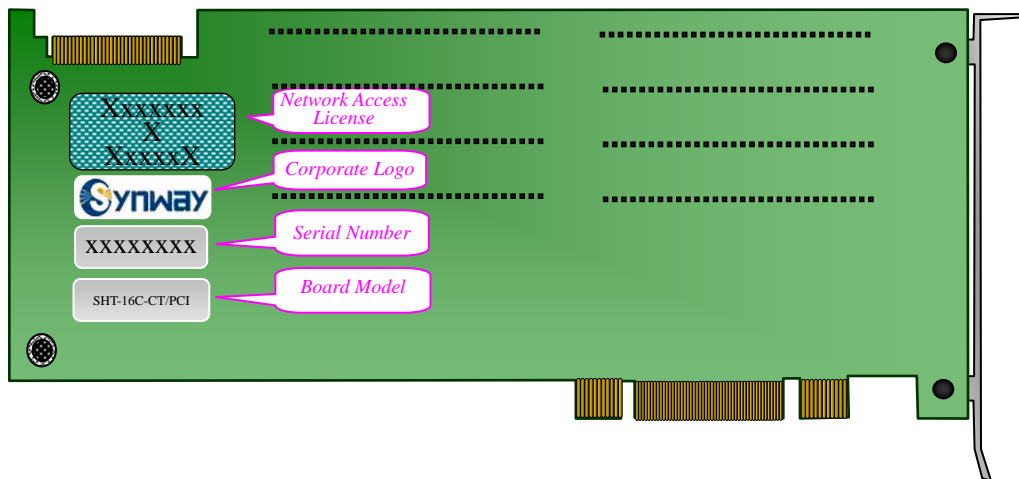 Xxxxxxx
X
XxxxxX
Network Access
License
Synway
Corporate Logo
XXXXXXXX
Serial Number
SHT-16C-CT/PCI
Board Model